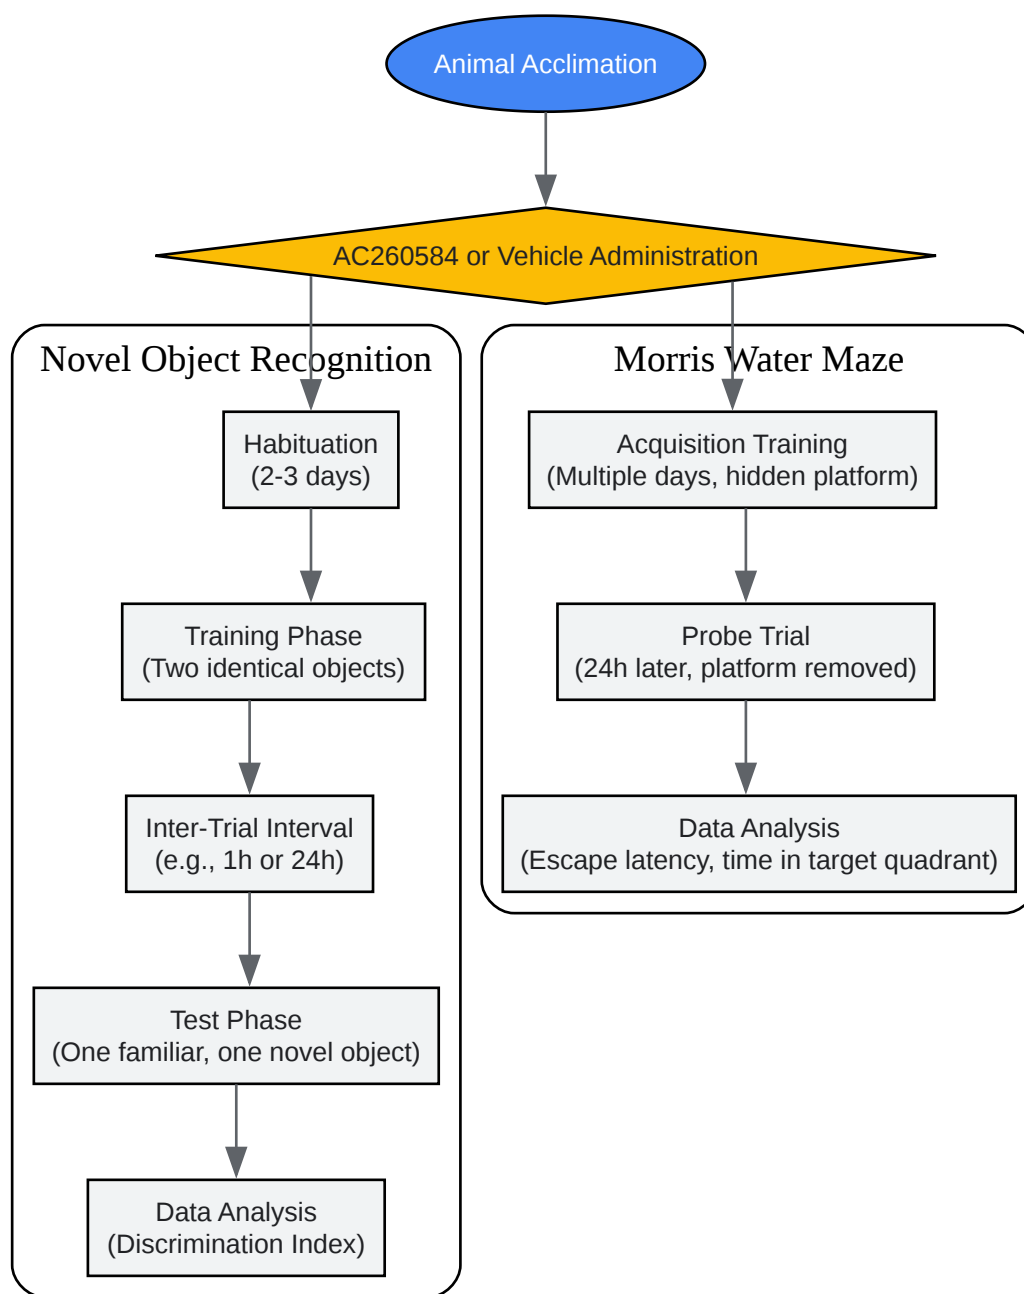 Animal Acclimation
AC260584 or Vehicle Administration
Novel Object Recognition
Habituation
(2-3 days)
Training Phase
(Two identical objects)
Inter-Trial Interval
(e.g., 1h or 24h)
Test Phase
(One familiar, one novel object)
Data Analysis
(Discrimination Index)
Morris Water Maze
Acquisition Training
(Multiple days, hidden platform)
Probe Trial
(24h later, platform removed)
Data Analysis
(Escape latency, time in target quadrant)